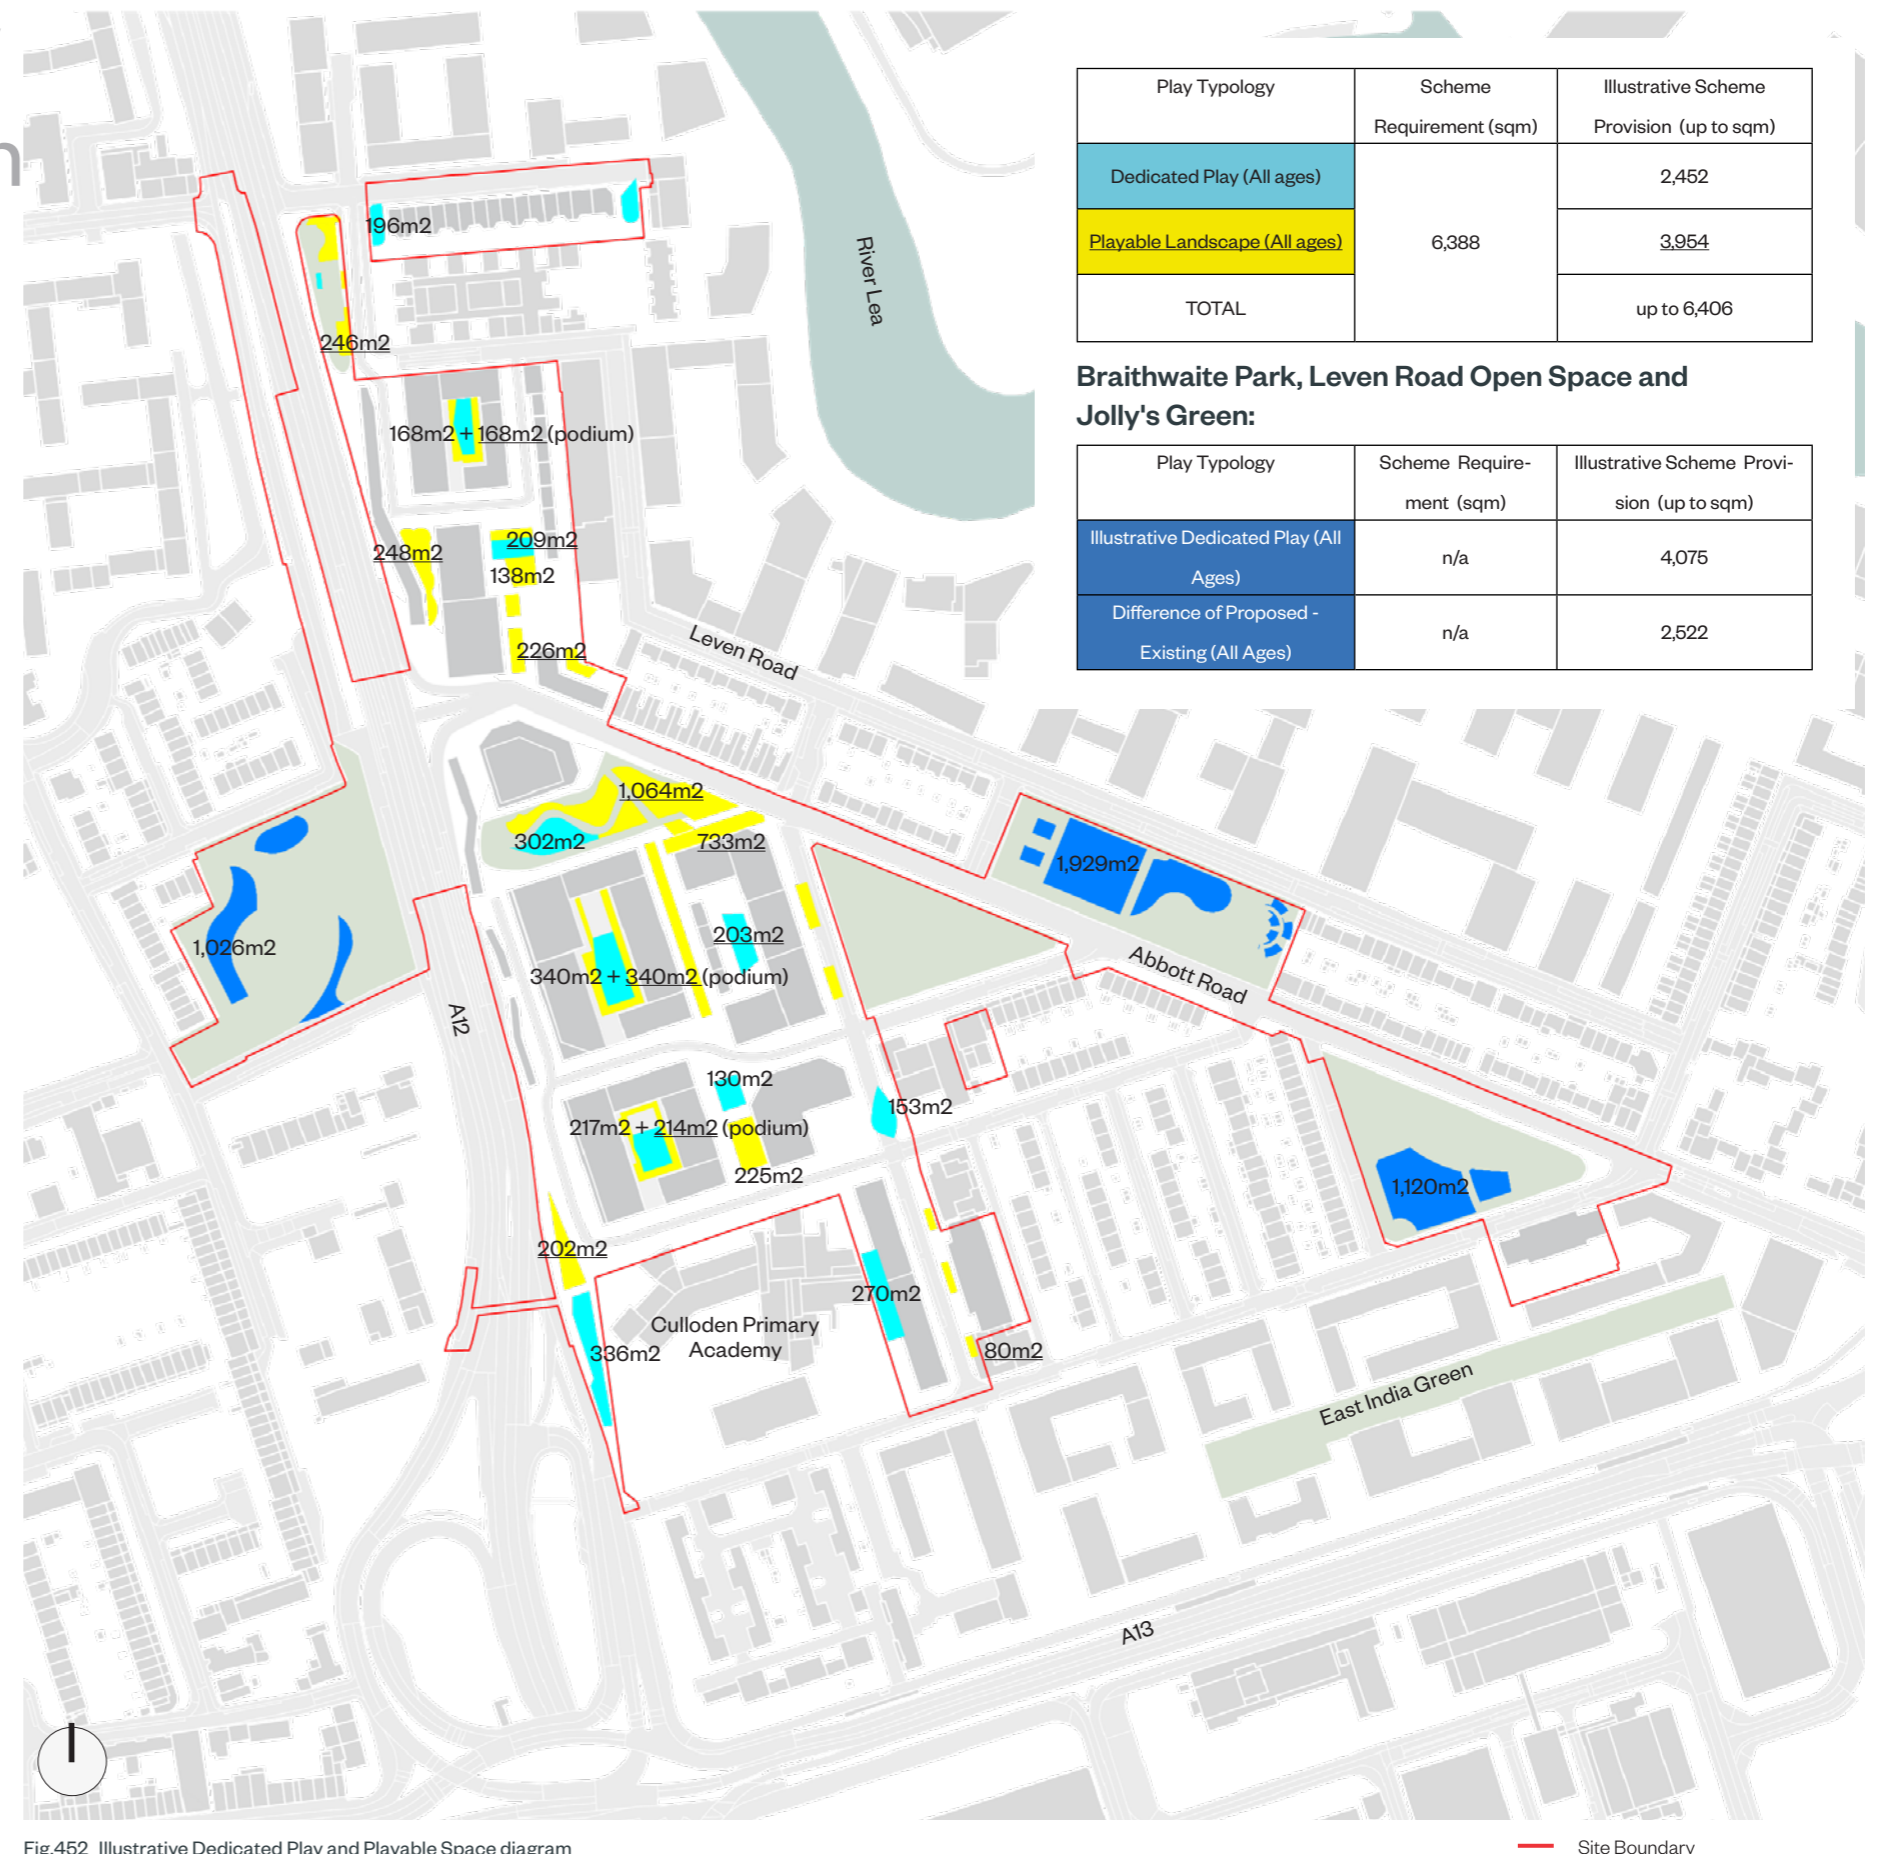 n
Play Typology
Scheme
Requirement (sqm)
Illustrative Scheme
Provision (up to sqm)
Dedicated Play (All ages)
2,452
Playable Landscape (All ages)
6,388
3,954
TOTAL
up to 6,406
Braithwaite Park, Leven Road Open Space and
Jolly's Green:
Play Typology
Scheme Require-
ment (sqm)
Illustrative Scheme Provi-
sion (up to sqm)
Illustrative Dedicated Play (All
Ages)
n/a
4,075
Difference of Proposed -
Existing (All Ages)
n/a
2,522
196m2
River Lea
246m2
168m2 + 168m2 (podium)
248m2
209m2
138m2
226m2
Leven Road
1,064m2
302m2
733m2
1,929m2
1,026m2
203m2
340m2 + 340m2 (podium)
Abbott Road
A12
130m2
153m2
217m2 + 214m2 (podium)
225m2
1,120m2
202m2
270m2
Culloden Primary
Academy
336m2
80m2
East India Green
A13
Fig.452 Illustrative Dedicated Play and Playable Space diagram
Site Boundary